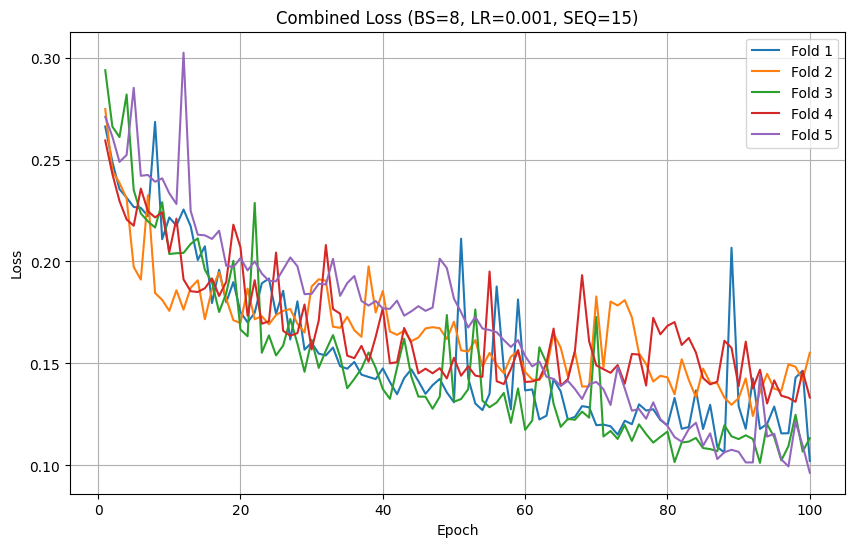 Combined Loss (BS=8, LR=0.001, SEQ=15)
Fold 1
Fold 2
Fold 3
Fold 4
Fold 5
0.30
0.25
0.20
0.15
0.10
Loss
0 20 40 60 80 100
Epoch